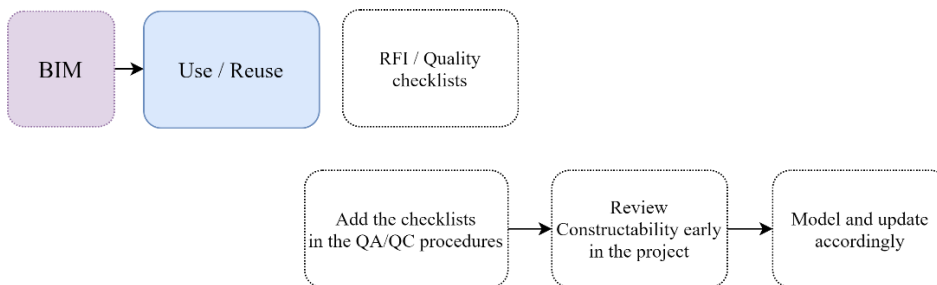 BIM
Use / Reuse
RFI / Quality
checklists
Add the checklists
in the QA/QC procedures
Review
Constructability early
in the project
Model and update
accordingly